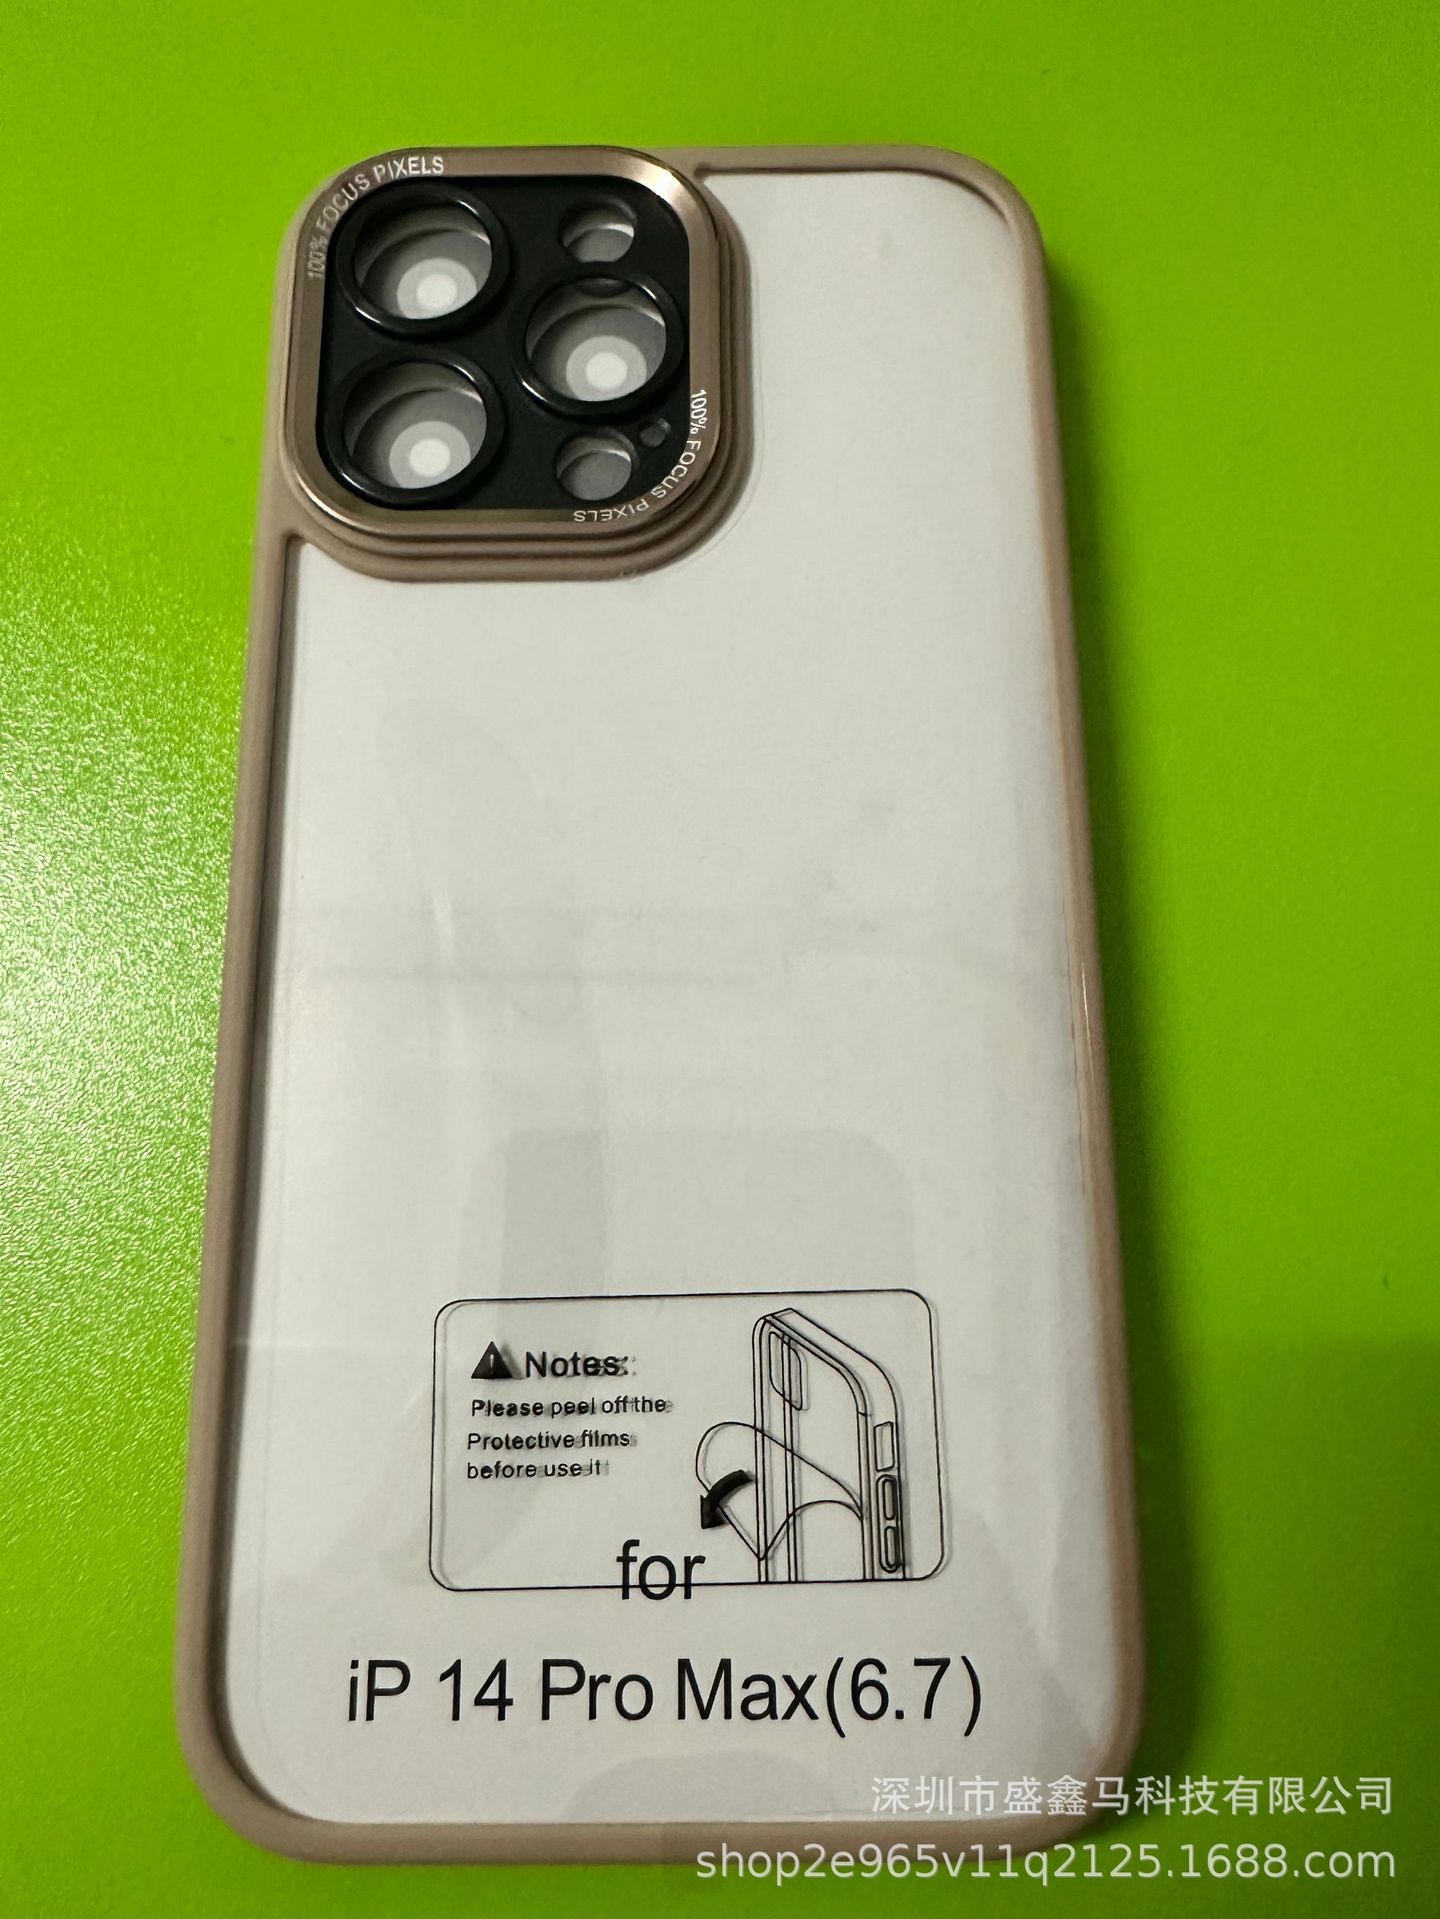 100% FOCUS PIXELS
100% FOCUS PIXELS
Notes:
Please peel off the
Protective films
before use it
for
iP 14 Pro Max(6.7)
深圳市盛鑫马科技有限公司
shop2e965v11q2125.1688.com